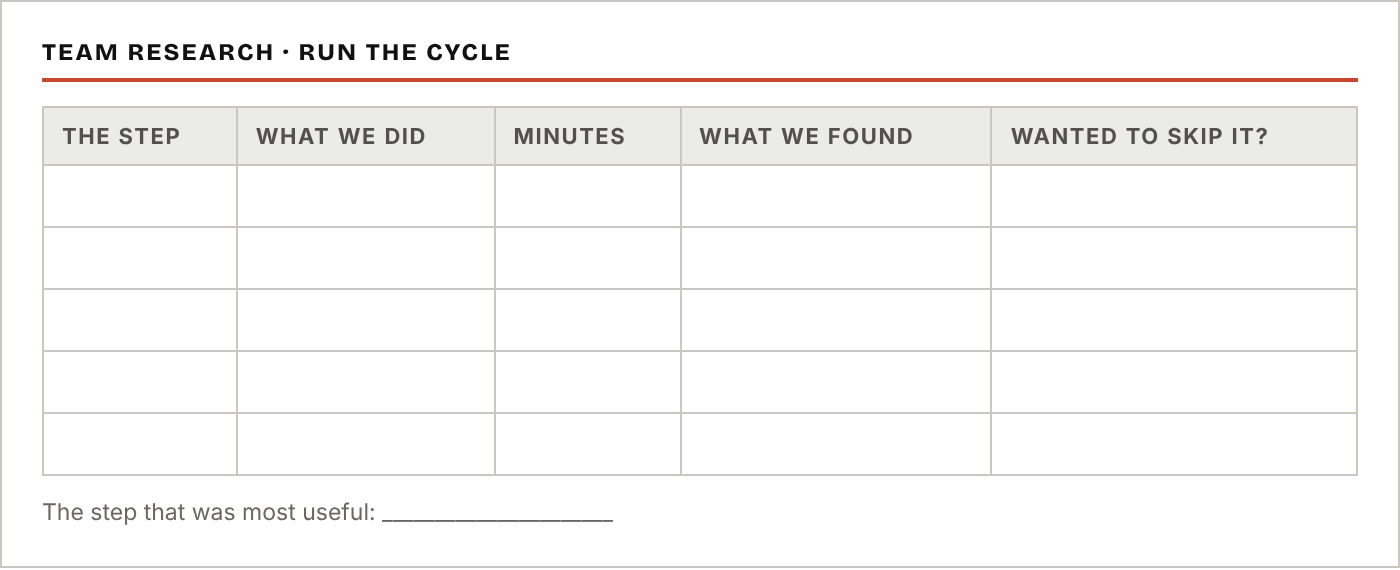 TEAM RESEARCH · RUN THE CYCLE
THE STEP WHAT WE DID MINUTES WHAT WE FOUND WANTED TO SKIP IT?
The step that was most useful: ____________________